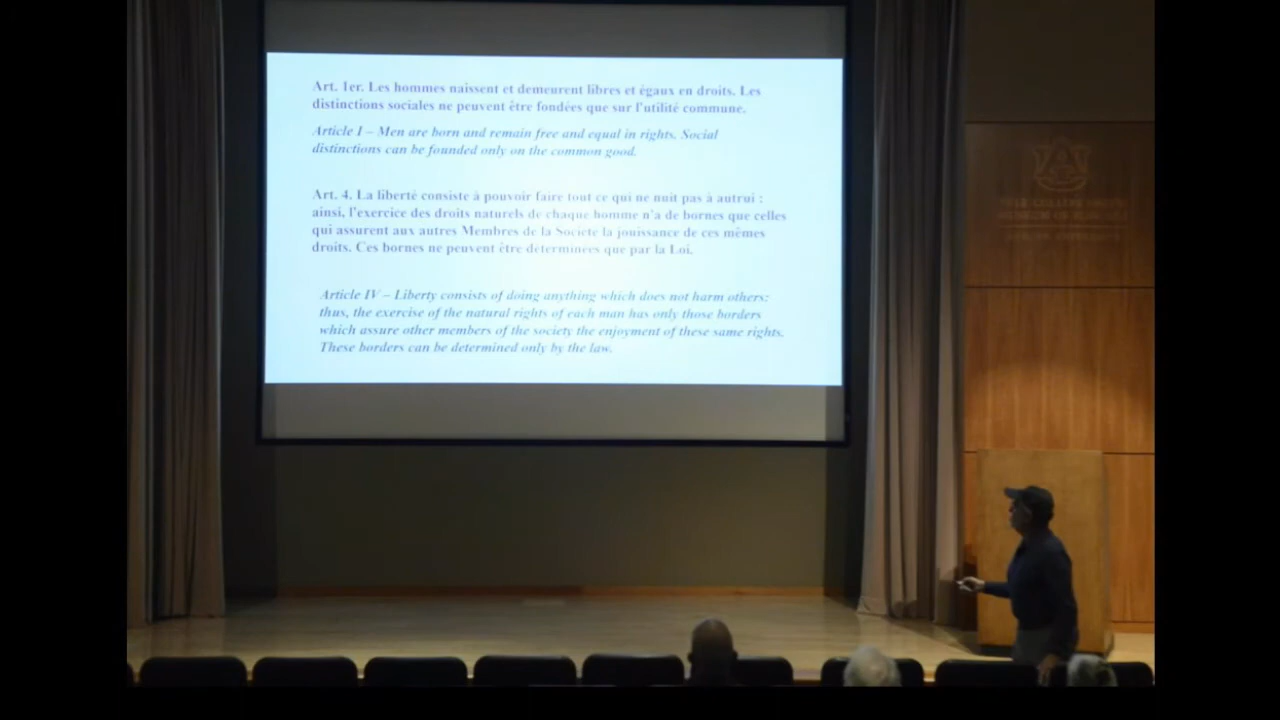 Art. 1er. Les hommes naissent et demeurent libres et égaux en droits. Les
distinctions sociales ne peuvent être fondées que sur l'utilité commune.
Article I – Men are born and remain free and equal in rights. Social
distinctions can be founded only on the common good.
Art. 4. La liberté consiste à pouvoir faire tout ce qui ne nuit pas à autrui :
ainsi, l'exercice des droits naturels de chaque homme n'a de bornes que celles
qui assurent aux autres Membres de la Société la jouissance de ces mêmes
droits. Ces bornes ne peuvent être déterminées que par la Loi.
Article IV – Liberty consists of doing anything which does not harm others:
thus, the exercise of the natural rights of each man has only those borders
which assure other members of the society the enjoyment of these same rights.
These borders can be determined only by the law.